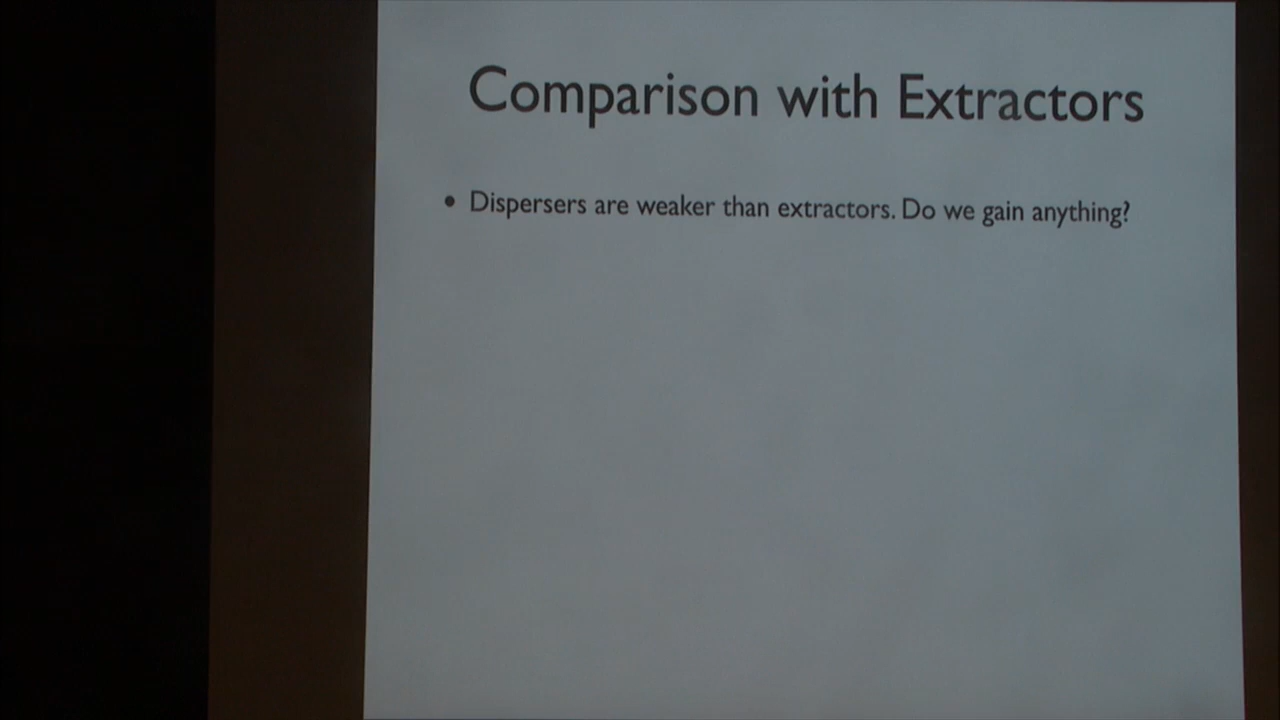 Comparison with Extractors
• Dispersers are weaker than extractors. Do we gain anything?